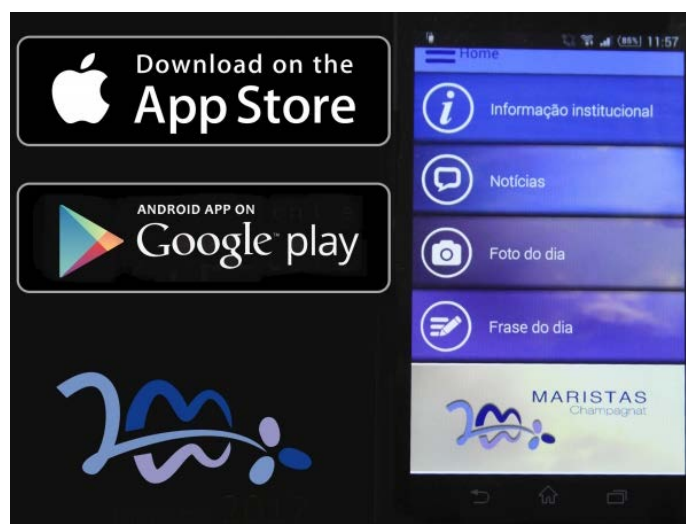 Download on the
App Store
ANDROID APP ON
Google play
11:57
Home
Informação institucional
Notícias
Foto do dia
Frase do dia
MARISTAS
Champagnat